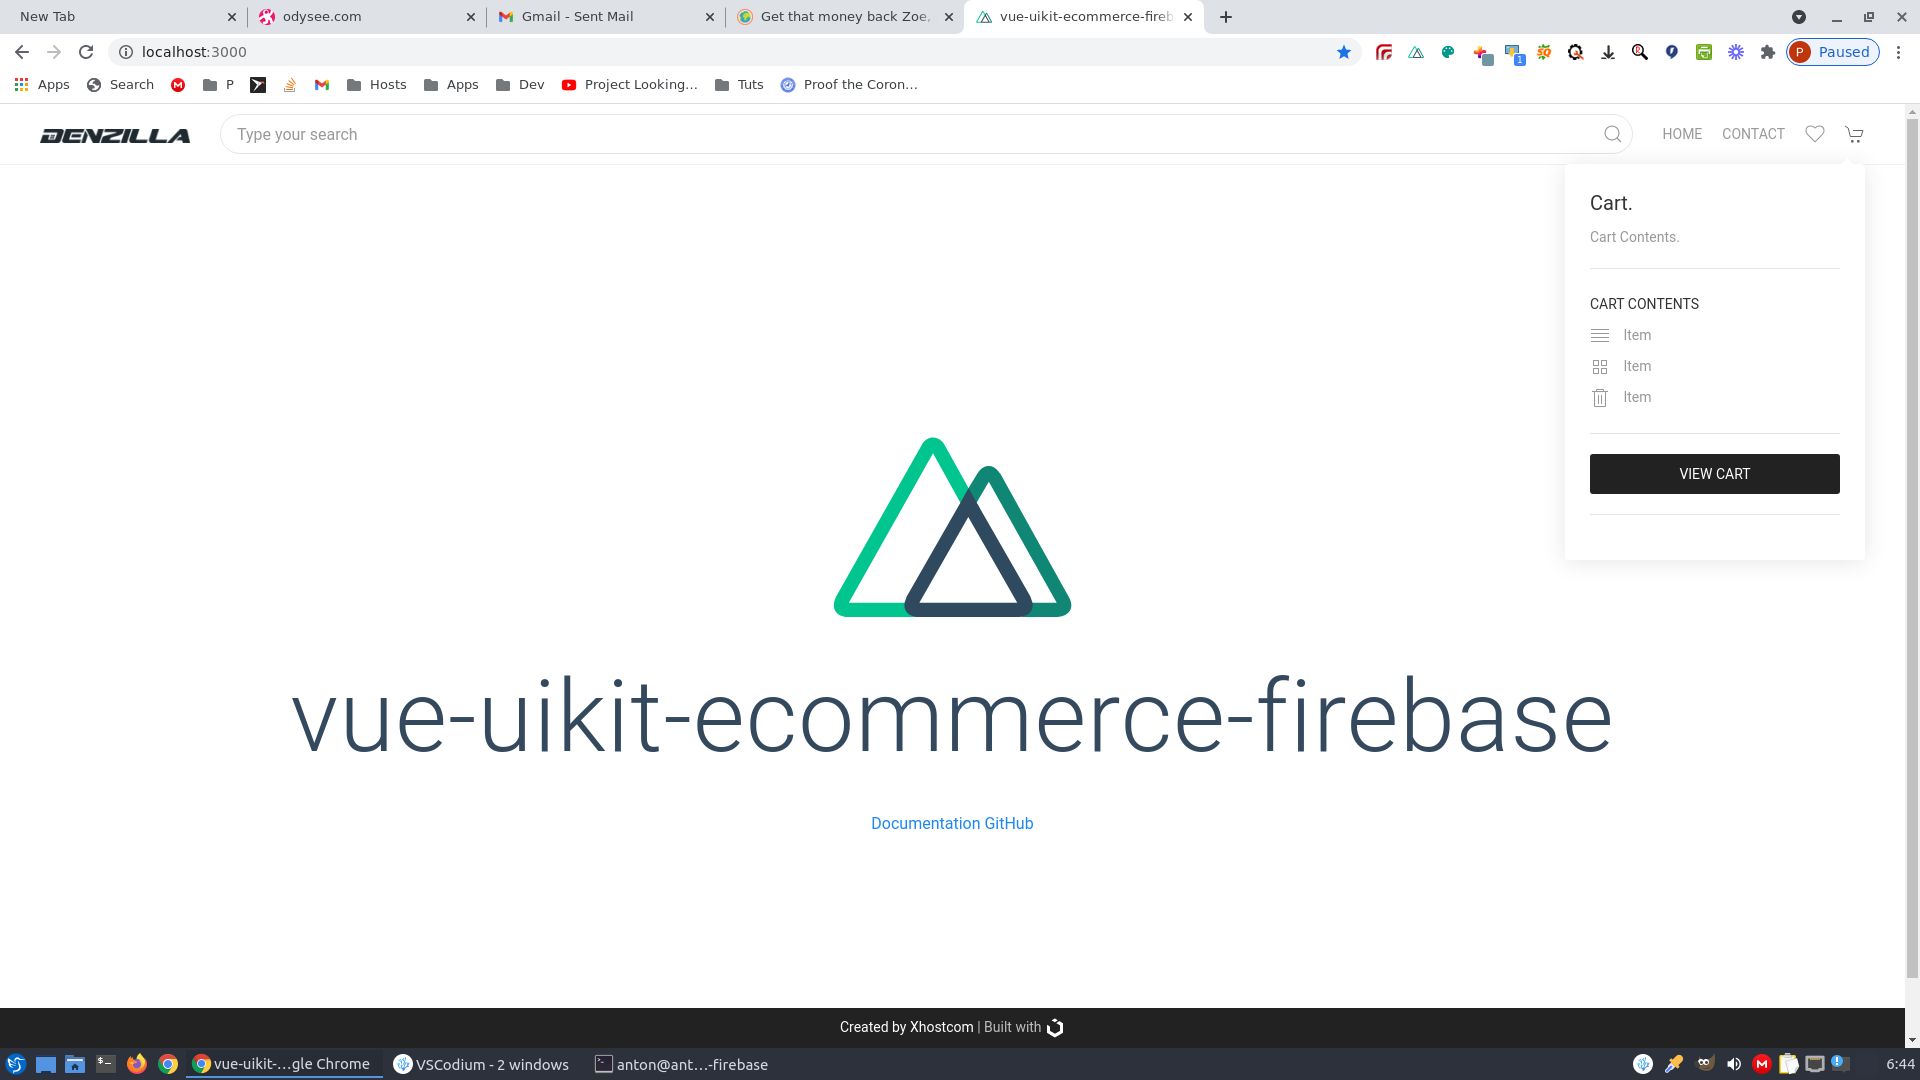 New Tab
odysee.com
Gmail - Sent Mail
Get that money back Zoe,
vue-uikit-ecommerce-fireb
localhost:3000
1
P
Paused
Apps
Search
P
Hosts
Apps
Dev
Project Looking...
Tuts
Proof the Coron...
DENZILLA
Type your search
HOME
CONTACT
Cart.
Cart Contents.
CART CONTENTS
Item
Item
Item
VIEW CART
vue-uikit-ecommerce-firebase
Documentation GitHub
Created by Xhostcom | Built with
vue-uikit-...gle Chrome
VSCodium - 2 windows
anton@ant...-firebase
6:44